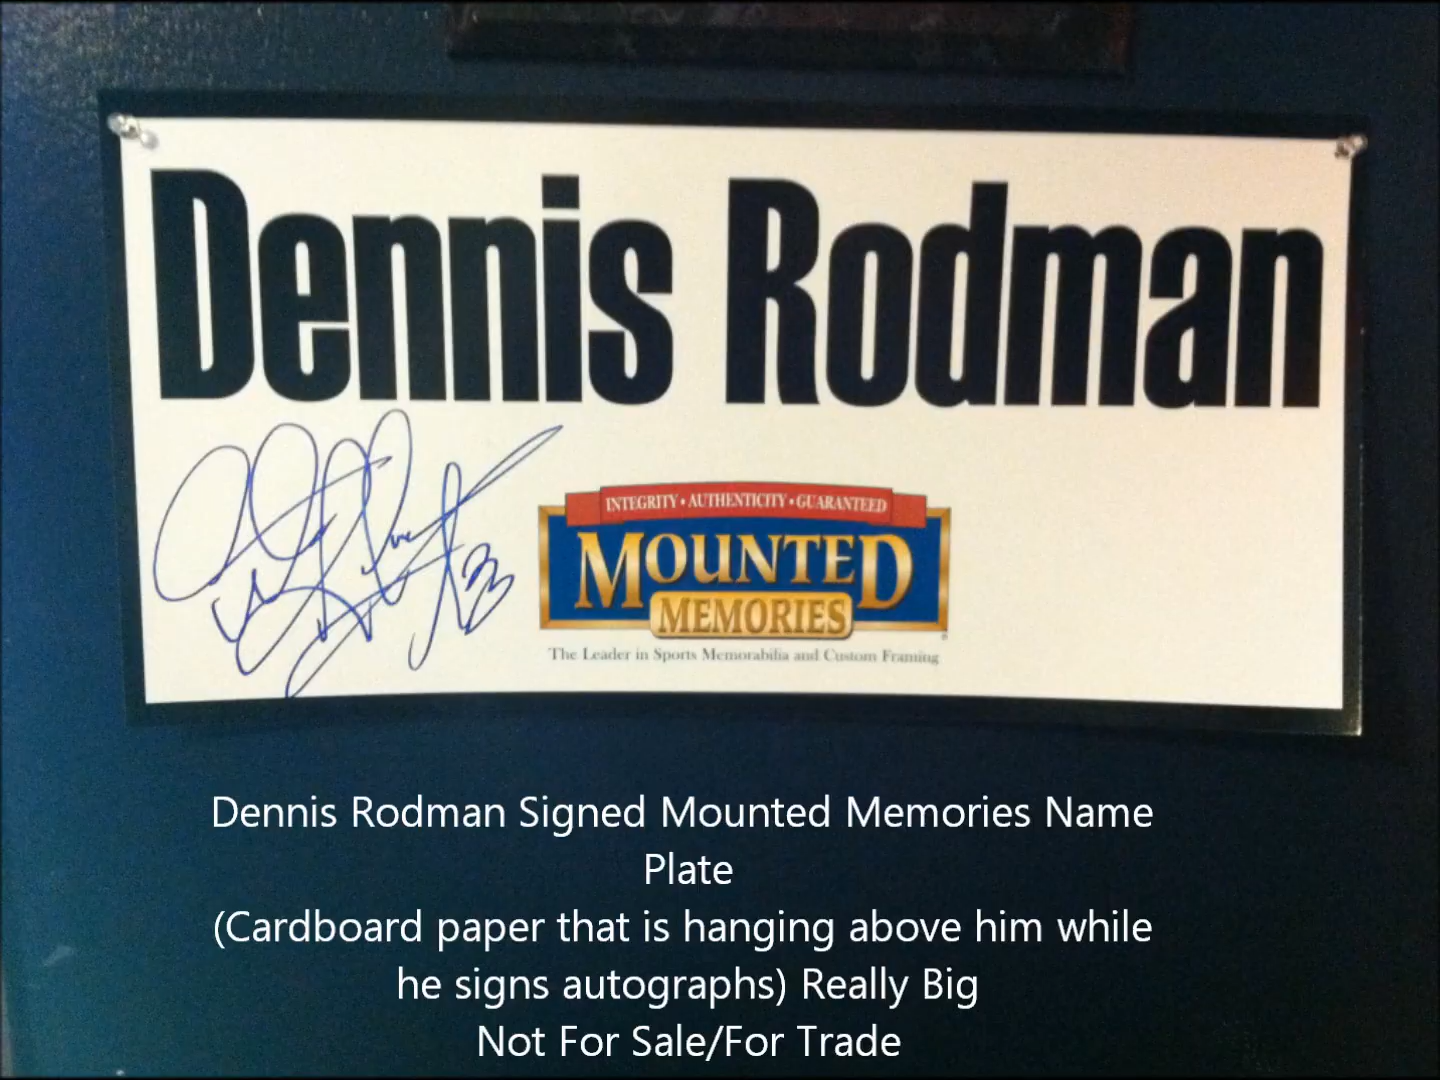 Dennis Rodman
INTEGRITY • AUTHENTICITY • GUARANTEED
MOUNTED
MEMORIES
The Leader in Sports Memorabilia and Custom Framing
Dennis Rodman Signed Mounted Memories Name
Plate
(Cardboard paper that is hanging above him while
he signs autographs) Really Big
Not For Sale/For Trade